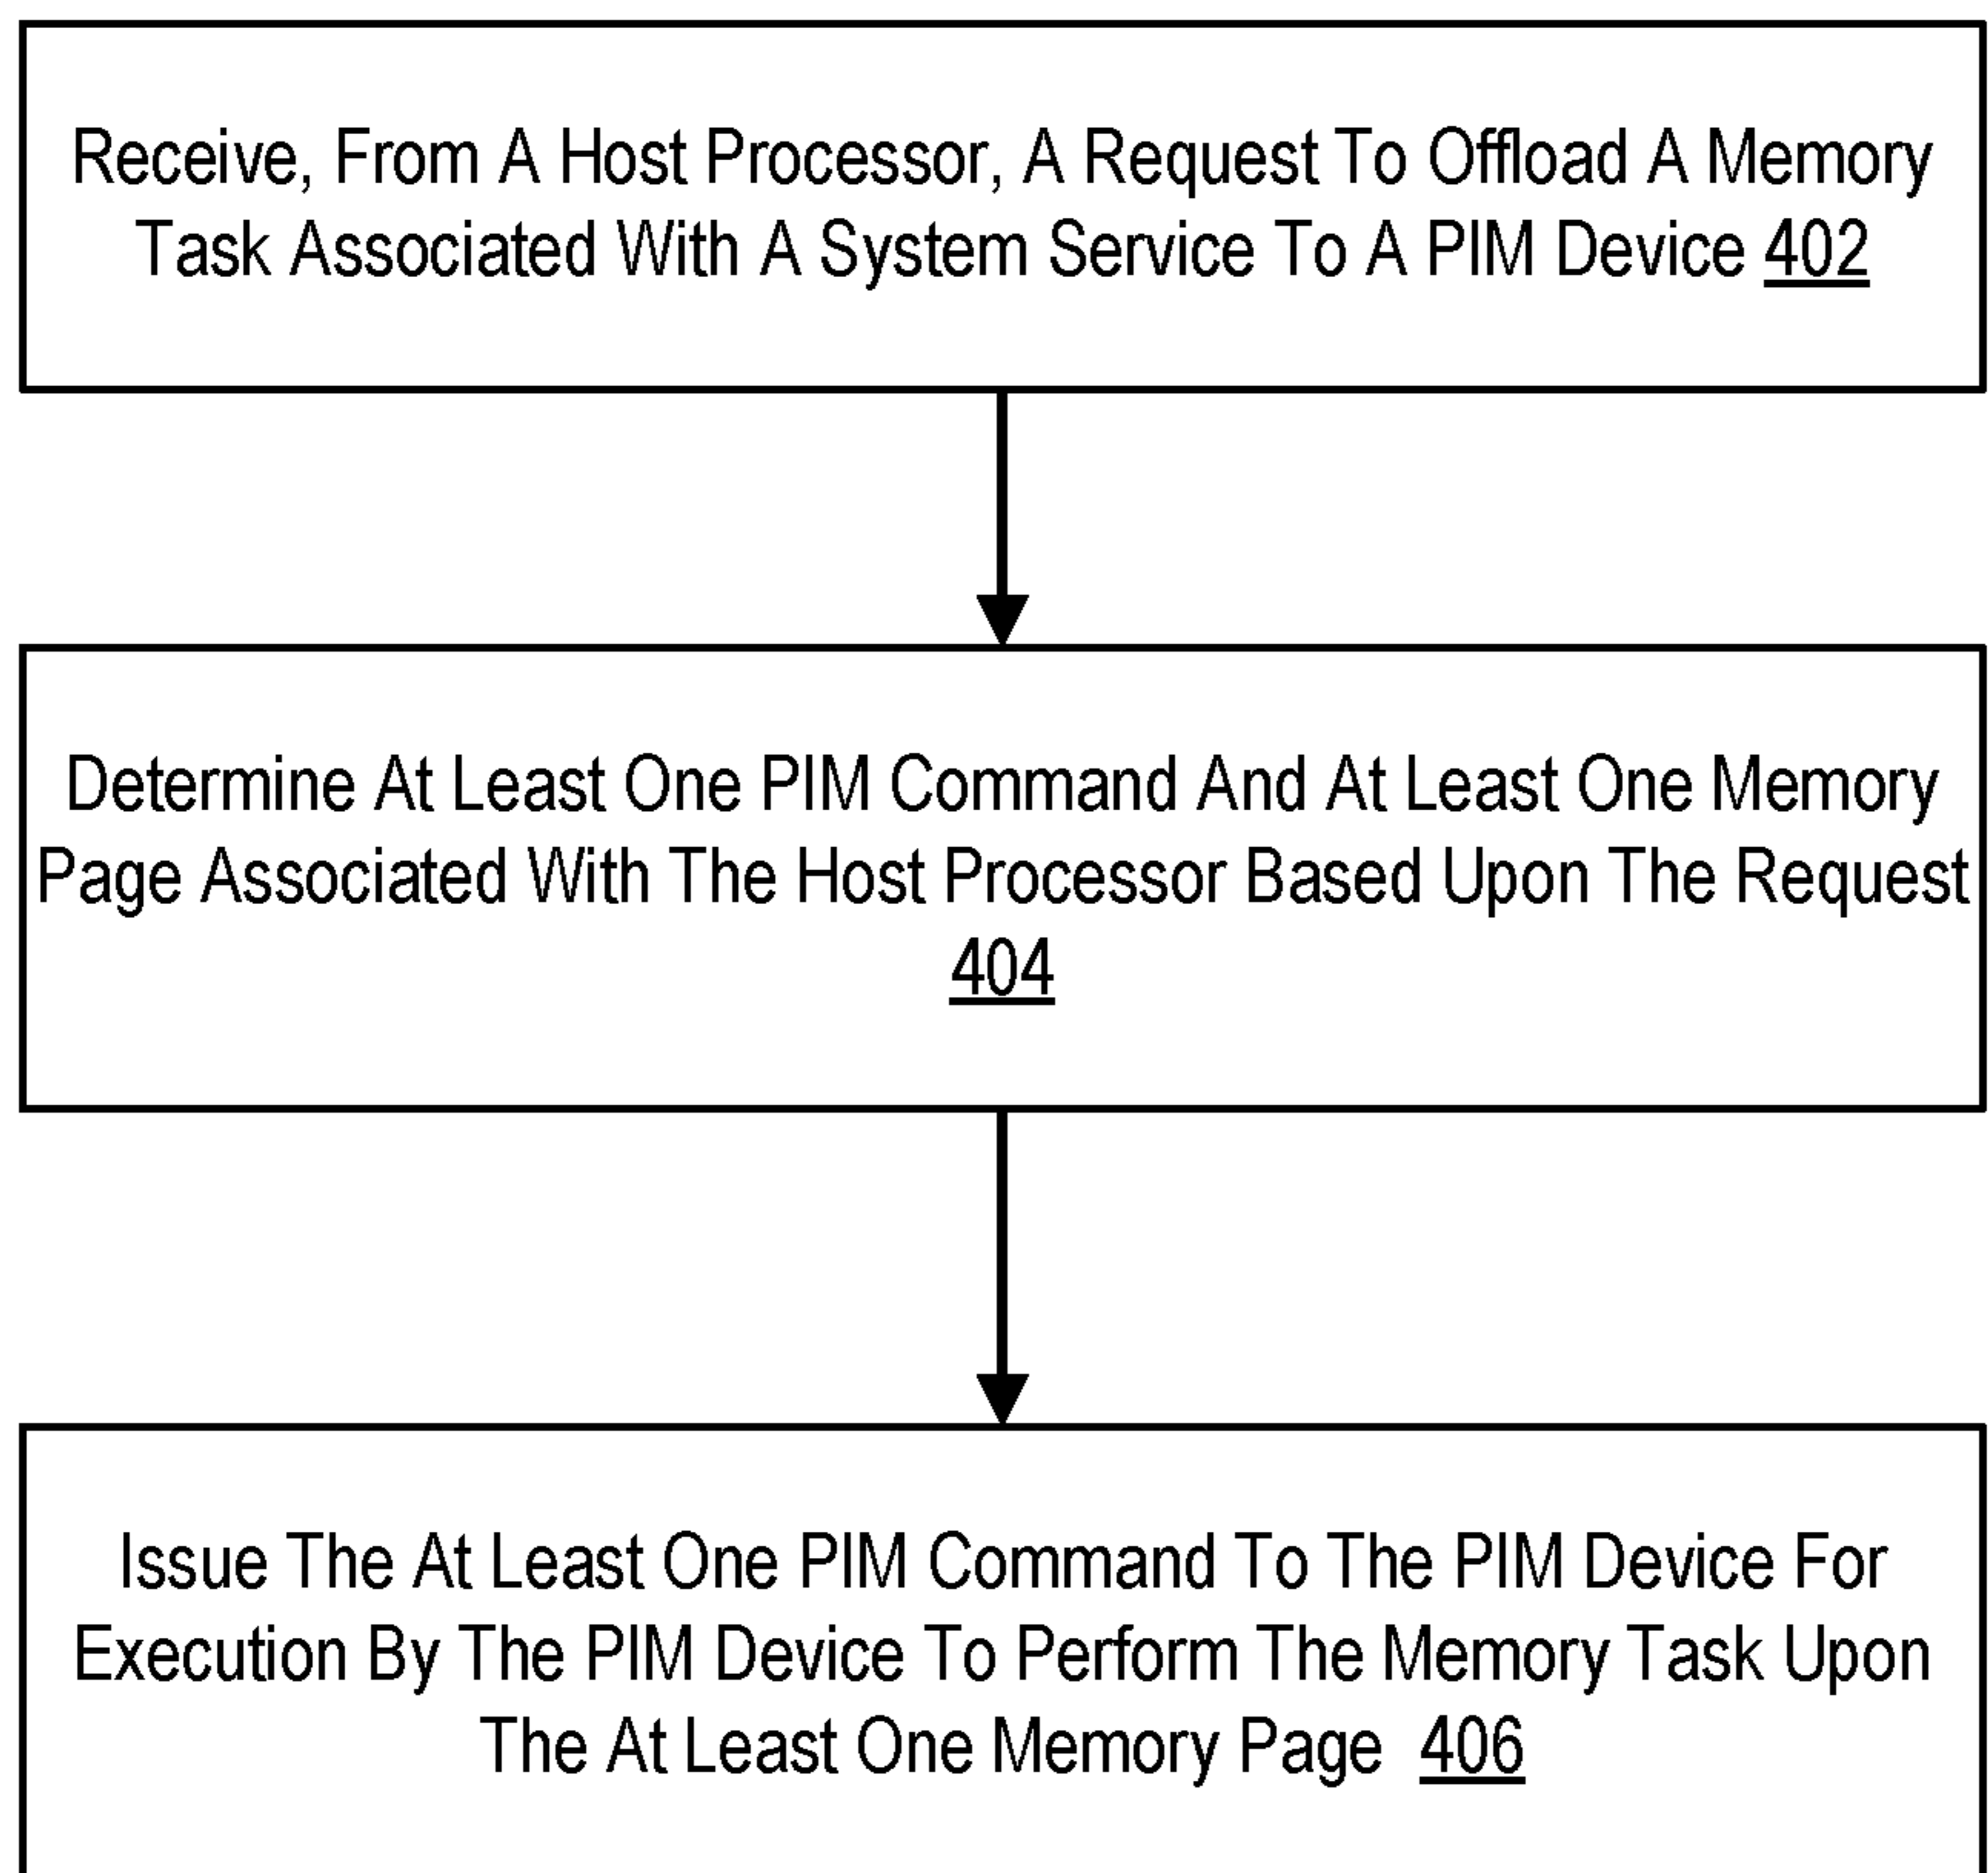 Receive, From A Host Processor, A Request To Offload A Memory
Task Associated With A System Service To A PIM Device 402
Determine At Least One PIM Command And At Least One Memory
Page Associated With The Host Processor Based Upon The Request
404
Issue The At Least One PIM Command To The PIM Device For
Execution By The PIM Device To Perform The Memory Task Upon
The At Least One Memory Page 406